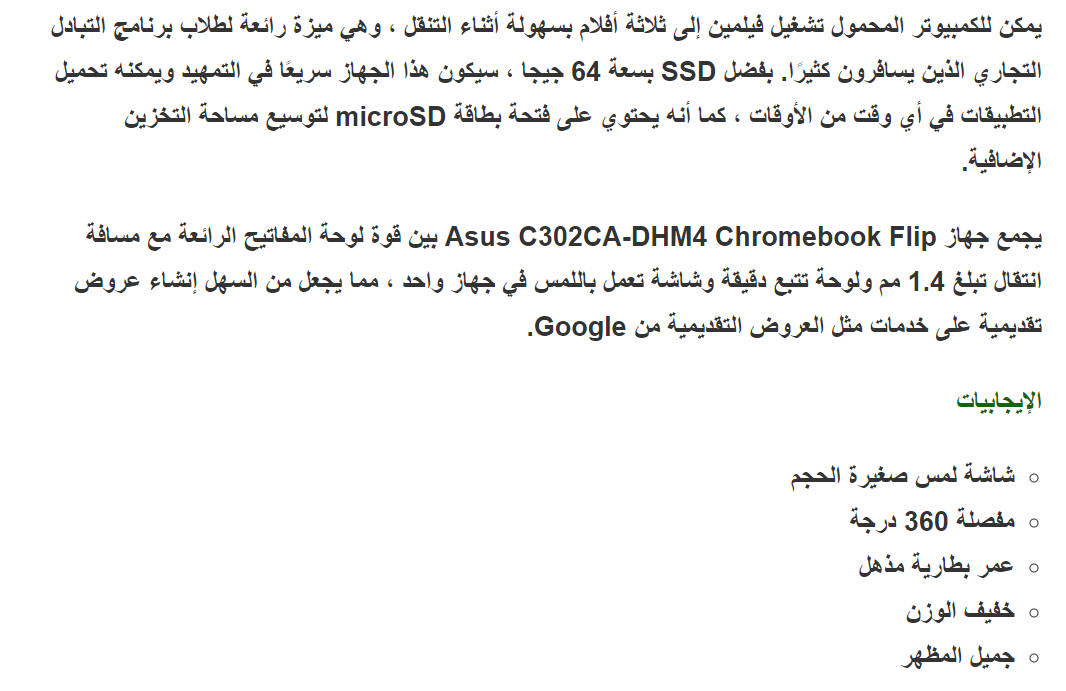 يمكن للكمبيوتر المحمول تشغيل فيلمين إلى ثلاثة أفلام بسهولة أثناء التنقل ، وهي ميزة رائعة لطلاب برنامج التبادل
التجاري الذين يسافرون كثيرًا. بفضل SSD بسعة 64 جيجا ، سيكون هذا الجهاز سريعًا في التمهيد ويمكنه تحميل
التطبيقات في أي وقت من الأوقات ، كما أنه يحتوي على فتحة بطاقة microSD لتوسيع مساحة التخزين
الإضافية.
يجمع جهاز Asus C302CA-DHM4 Chromebook Flip بين قوة لوحة المفاتيح الرائعة مع مسافة
انتقال تبلغ 1.4 مم ولوحة تتبع دقيقة وشاشة تعمل باللمس في جهاز واحد ، مما يجعل من السهل إنشاء عروض
تقديمية على خدمات مثل العروض التقديمية من Google.
الإيجابيات
شاشة لمس صغيرة الحجم
مفصلة 360 درجة
عمر بطارية مذهل
خفيف الوزن
جميل المظهر